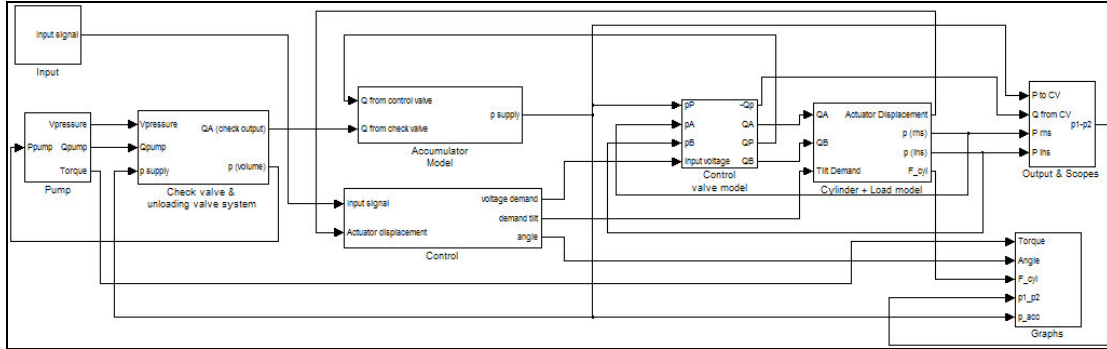 Input signal
Input
Vpressure
Ppump
Qpump
Torque
Pump
Vpressure
QA (check output)
Qpump
p supply
p (volume)
Check valve &
unloading valve system
Q from control valve
p supply
Q from check valve
Accumulator
Model
Input signal
voltage demand
demand tilt
Actuator displacement
angle
Control
pP
-Qp
pA
QA
pB
QP
Input voltage
QB
Control
valve model
QA
Actuator Displacement
p (rhs)
QB
p (lhs)
Tilt Demand
F_cyl
Cylinder + Load model
P to CV
Q from CV
p1-p2
P rhs
P lhs
Output & Scopes
Torque
Angle
F_cyl
p1_p2
p_acc
Graphs